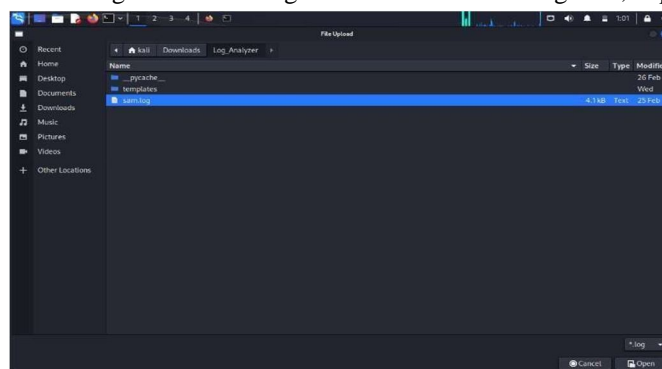 1 2 3 4
1:01
File Upload
Recent
Home
Desktop
Documents
Downloads
Music
Pictures
Videos
Other Locations
kali Downloads Log_Analyzer
Name Size Type Modifie
__pycache__ 26 Feb
templates Wed
sam.log 4.1 kB Text 25 Feb
*.log
Cancel Open